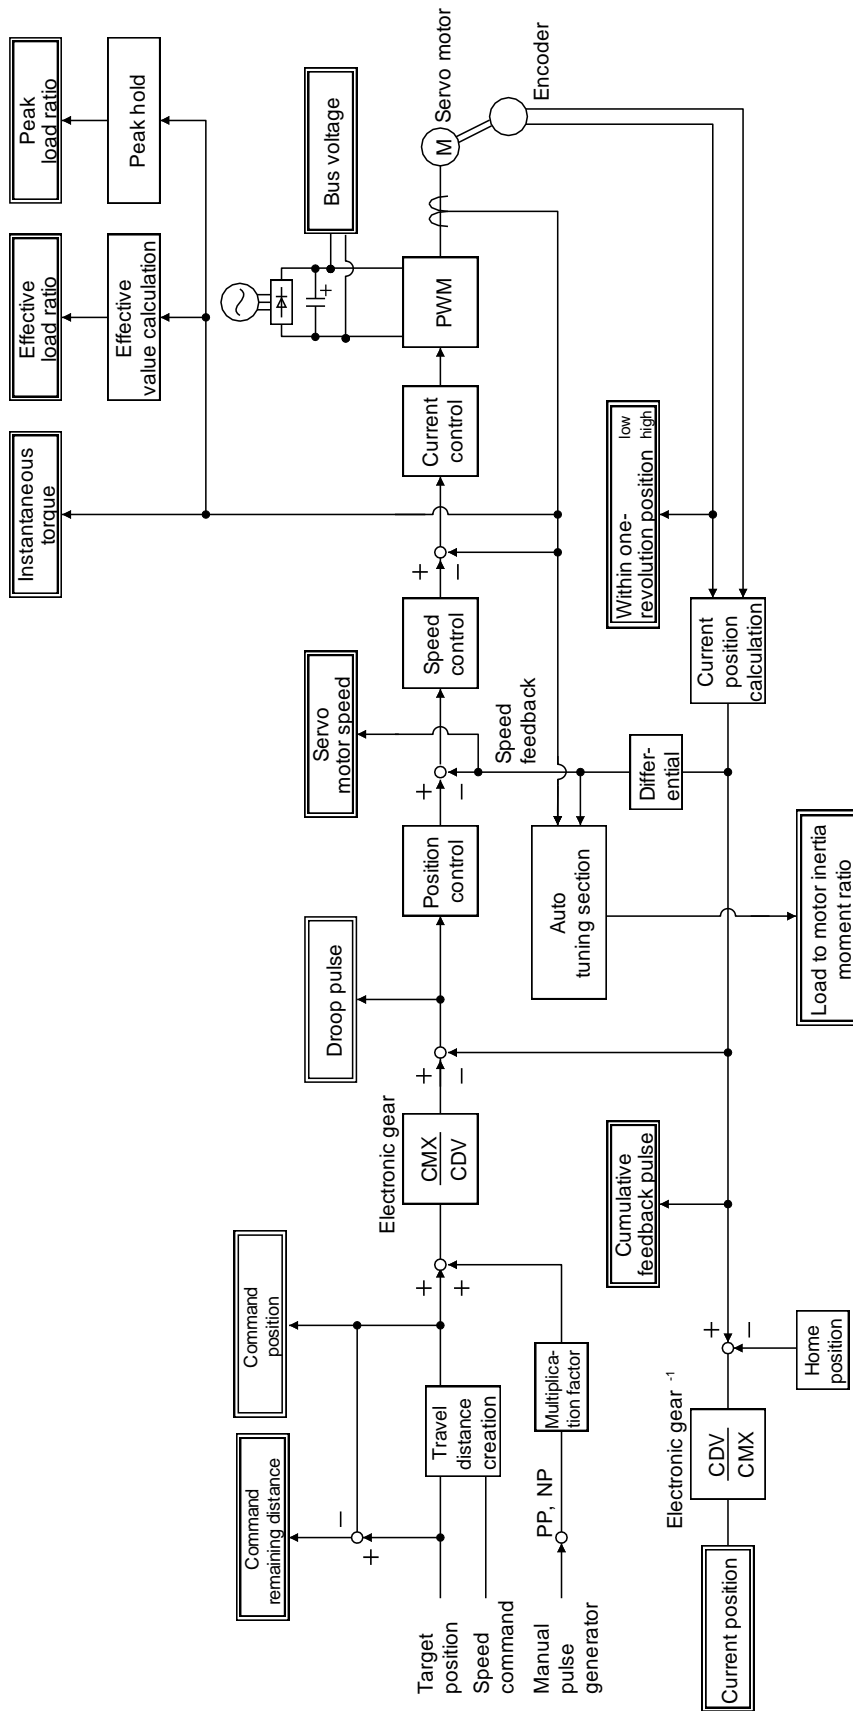 Peak
load ratio
Peak hold
Effective
load ratio
Effective
value calculation
Instantaneous
torque
Bus voltage
Servo motor
M
Encoder
+
PWM
Current
control
+
−
Speed
control
Servo
motor speed
Speed
feedback
+
−
Position
control
Droop pulse
Within one-
revolution position
low
high
Current
position
calculation
Differ-
ential
Auto
tuning section
Load to motor inertia
moment ratio
+
−
Electronic gear
CMX
CDV
+
+
Command
position
Command
remaining distance
−
+
Travel
distance
creation
Multiplica-
tion factor
PP, NP
Target
position
Speed
command
Manual
pulse
generator
Cumulative
feedback pulse
+
−
Home
position
Electronic gear -1
CDV
CMX
Current position